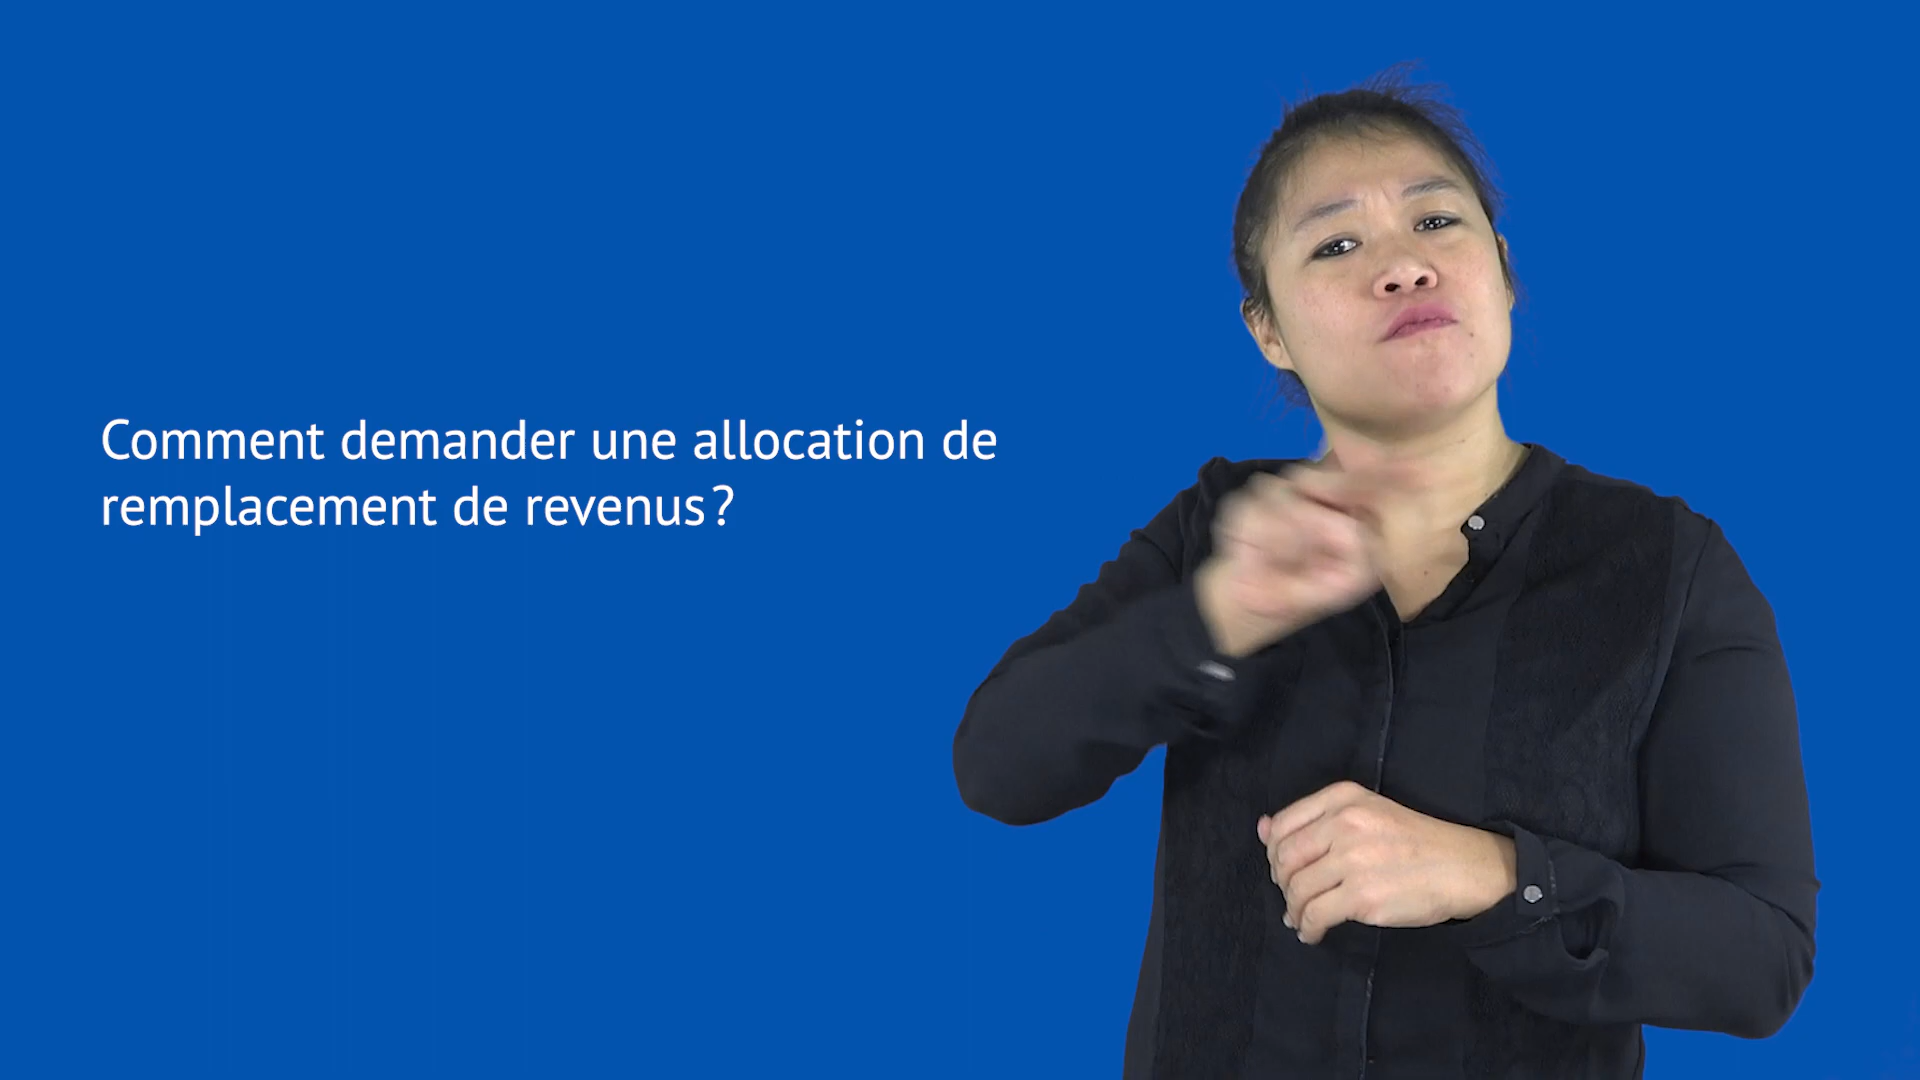 Comment demander une allocation de
remplacement de revenus ?